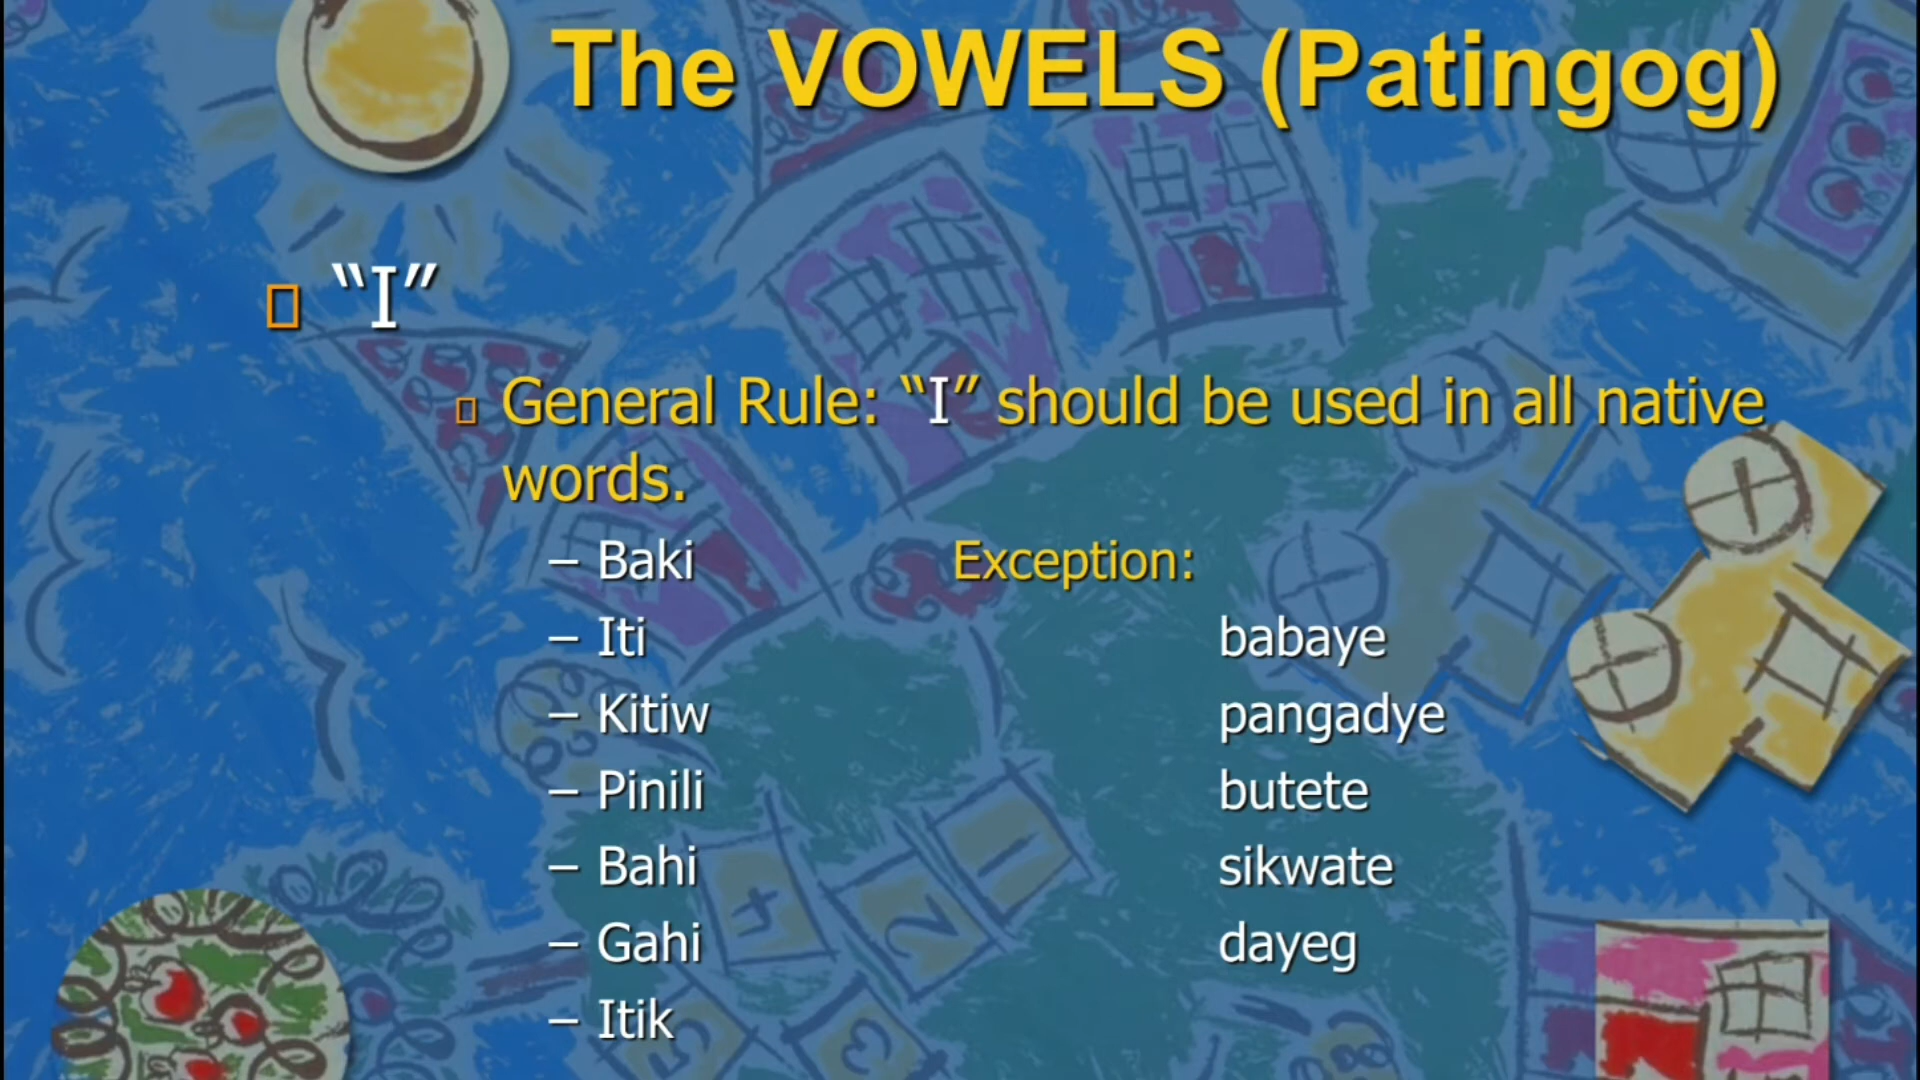 The VOWELS (Patingog)
“I”
General Rule: “I” should be used in all native
words.
– Baki
Exception:
– Iti
babaye
– Kitiw
pangadye
– Pinili
butete
– Bahi
sikwate
– Gahi
dayeg
– Itik